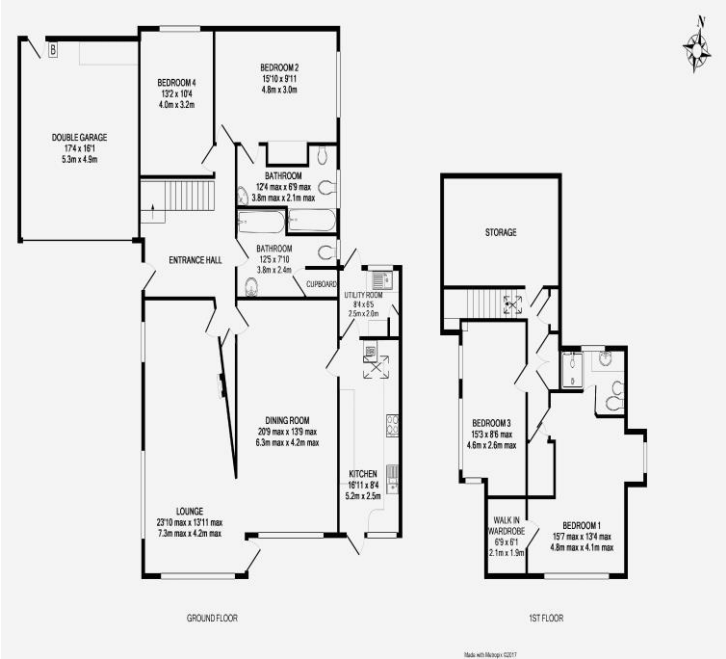 N
B
BEDROOM 2
15'10 x 9'11
4.8m x 3.0m
BEDROOM 4
13'2 x 10'4
4.0m x 3.2m
DOUBLE GARAGE
17'4 x 16'1
5.3m x 4.9m
BATHROOM
12'4 max x 6'9 max
3.8m max x 2.1m max
ENTRANCE HALL
BATHROOM
12'5 x 7'10
3.8m x 2.4m
CUPBOARD
UTILITY ROOM
8'4 x 6'5
2.5m x 2.0m
DINING ROOM
20'9 max x 13'9 max
6.3m max x 4.2m max
KITCHEN
16'11 x 8'4
5.2m x 2.5m
LOUNGE
23'10 max x 13'11 max
7.3m max x 4.2m max
GROUND FLOOR
STORAGE
BEDROOM 3
15'3 x 8'6 max
4.6m x 2.6m max
WALK IN
WARDROBE
6'9 x 6'1
2.1m x 1.9m
BEDROOM 1
15'7 max x 13'4 max
4.8m max x 4.1m max
1ST FLOOR
Made with Metropix ©2017